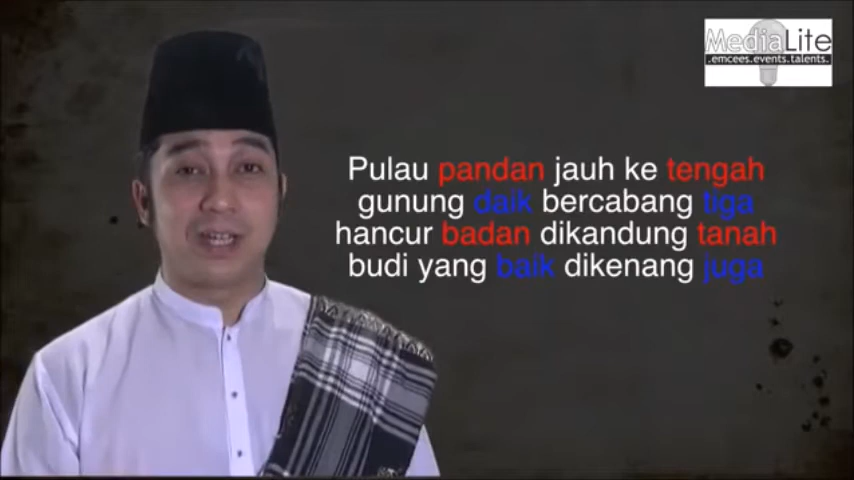 MediaLite
.emcees.events.talents.
Pulau pandan jauh ke tengah
gunung daik bercabang tiga
hancur badan dikandung tanah
budi yang baik dikenang juga